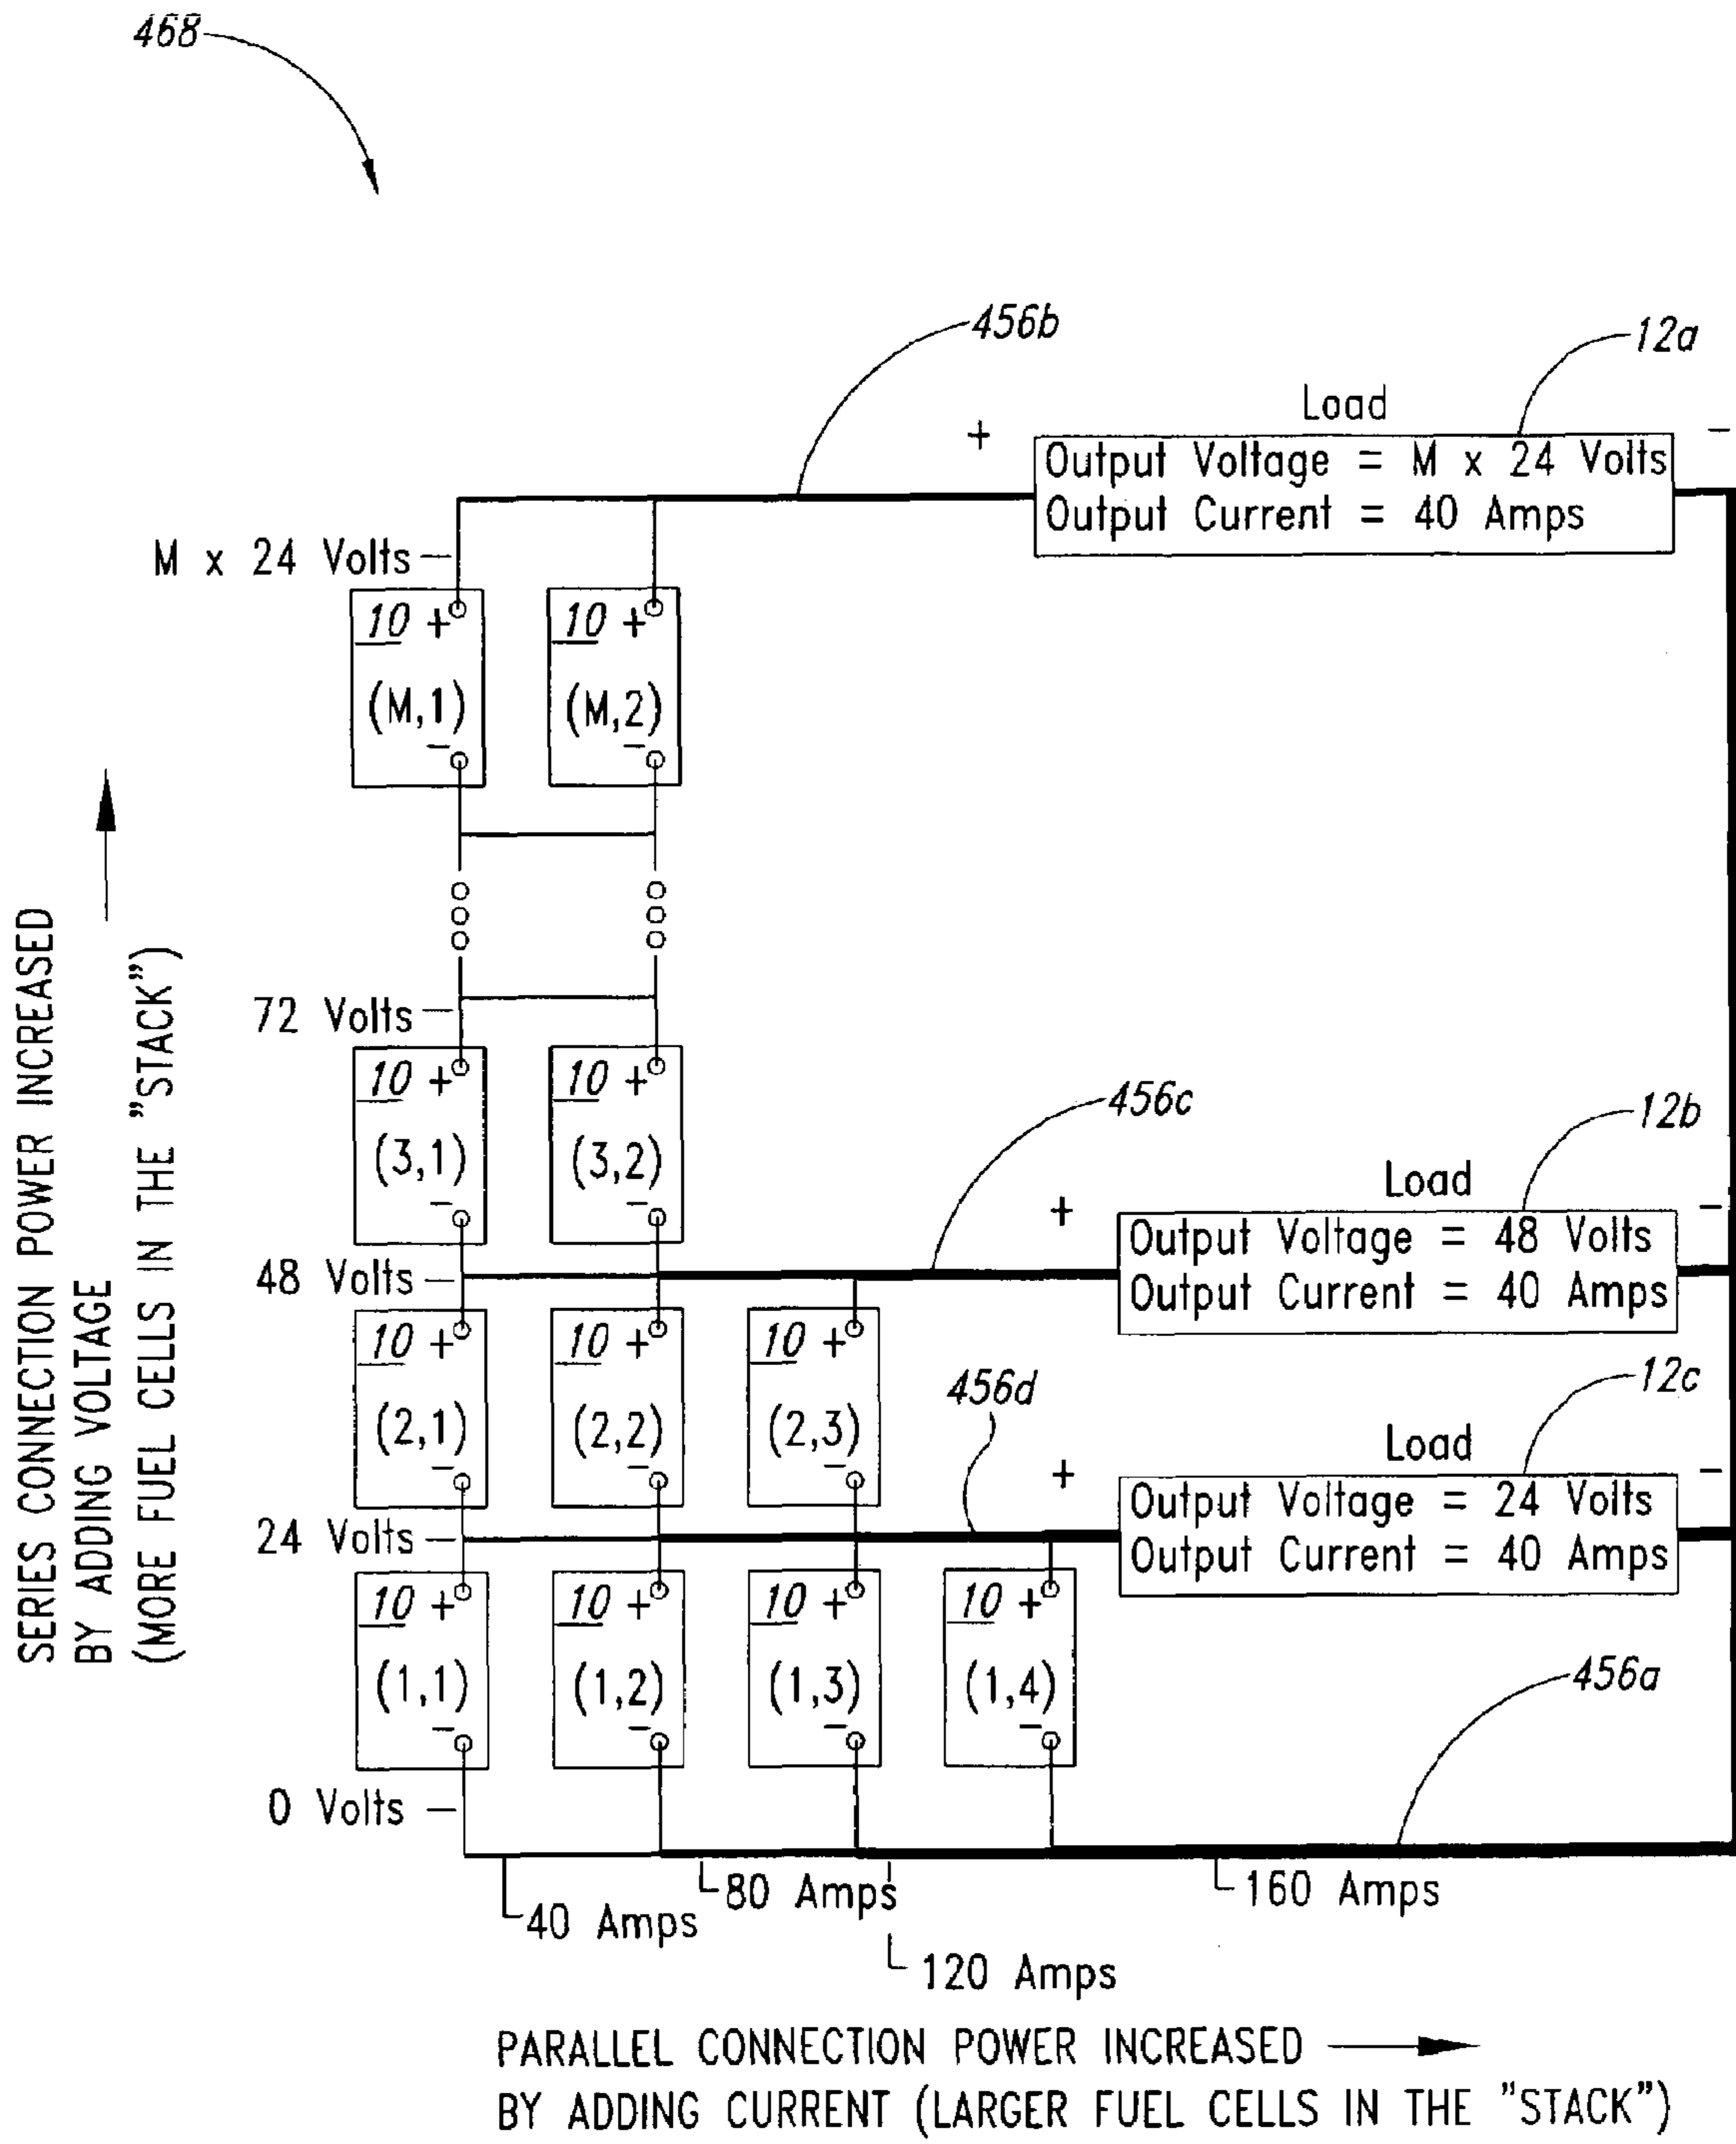 468
456b
12a
Load
+
−
Output Voltage = M x 24 Volts
Output Current = 40 Amps
M x 24 Volts
10 +
(M,1)
−
10 +
(M,2)
−
72 Volts
10 +
(3,1)
−
10 +
(3,2)
−
456c
12b
Load
+
−
Output Voltage = 48 Volts
Output Current = 40 Amps
48 Volts
10 +
(2,1)
−
10 +
(2,2)
−
10 +
(2,3)
−
456d
12c
Load
+
−
Output Voltage = 24 Volts
Output Current = 40 Amps
24 Volts
10 +
(1,1)
−
10 +
(1,2)
−
10 +
(1,3)
−
10 +
(1,4)
−
456a
0 Volts
40 Amps
80 Amps
120 Amps
160 Amps
SERIES CONNECTION POWER INCREASED
BY ADDING VOLTAGE
(MORE FUEL CELLS IN THE "STACK")
PARALLEL CONNECTION POWER INCREASED
BY ADDING CURRENT (LARGER FUEL CELLS IN THE "STACK")